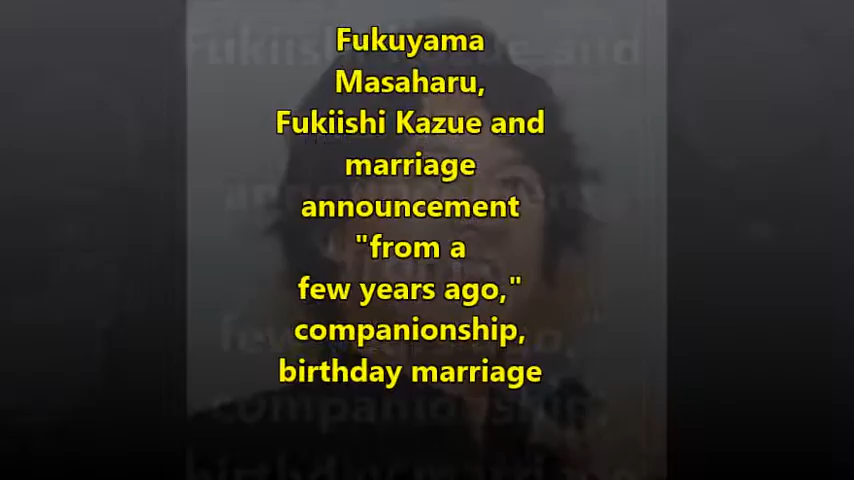 Fukuyama
Masaharu,
Fukiishi Kazue and
marriage
announcement
"from a
few years ago,"
companionship,
birthday marriage